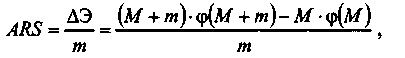 ARS = ΔЭ/m = ((M + m)·φ(M + m) − M·φ(M))/m ,